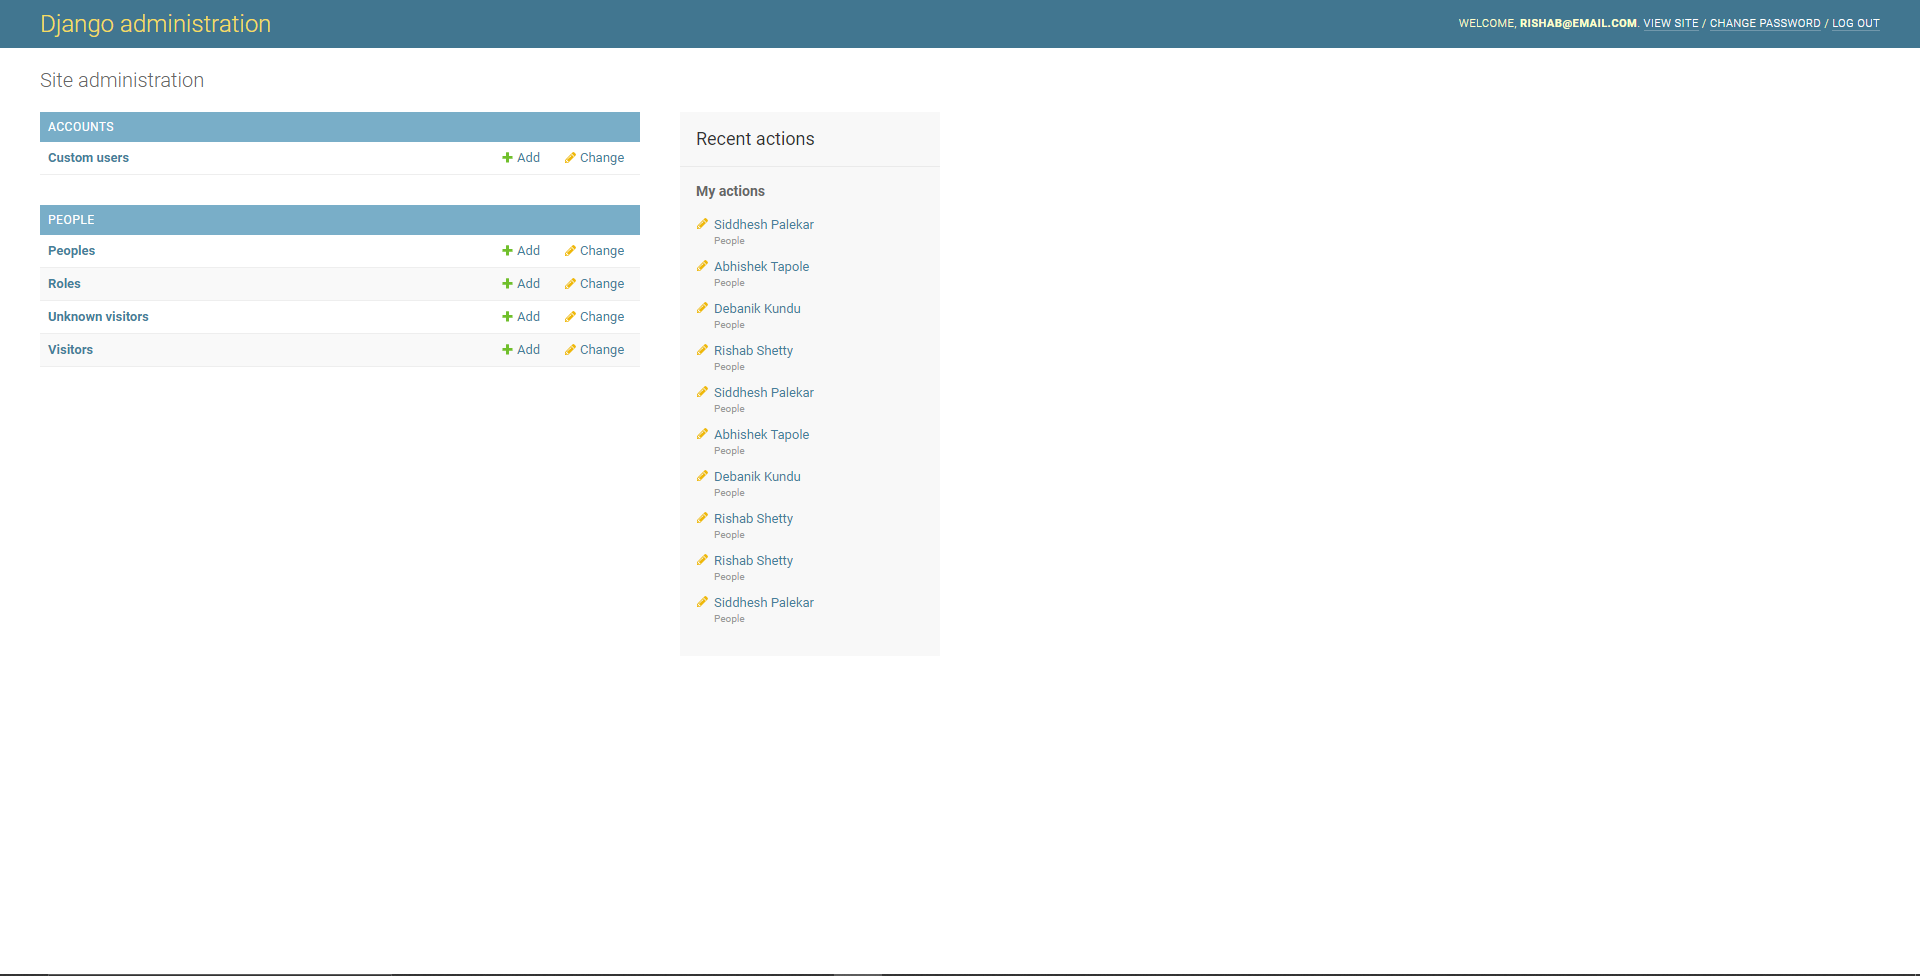 Django administration
WELCOME, RISHAB@EMAIL.COM. VIEW SITE / CHANGE PASSWORD / LOG OUT
Site administration
ACCOUNTS
Custom users Add Change
PEOPLE
Peoples Add Change
Roles Add Change
Unknown visitors Add Change
Visitors Add Change
Recent actions
My actions
Siddhesh Palekar
People
Abhishek Tapole
People
Debanik Kundu
People
Rishab Shetty
People
Siddhesh Palekar
People
Abhishek Tapole
People
Debanik Kundu
People
Rishab Shetty
People
Rishab Shetty
People
Siddhesh Palekar
People